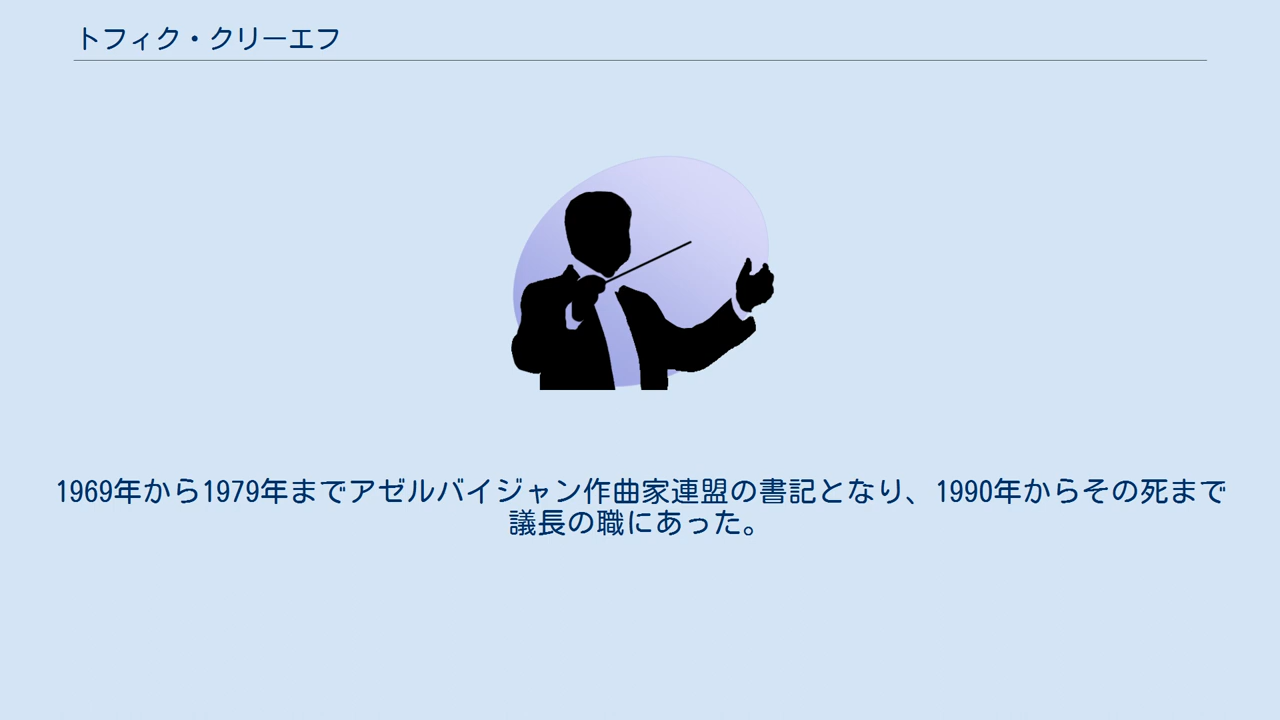 トフィク・クリーエフ
1969年から1979年までアゼルバイジャン作曲家連盟の書記となり、1990年からその死まで
議長の職にあった。